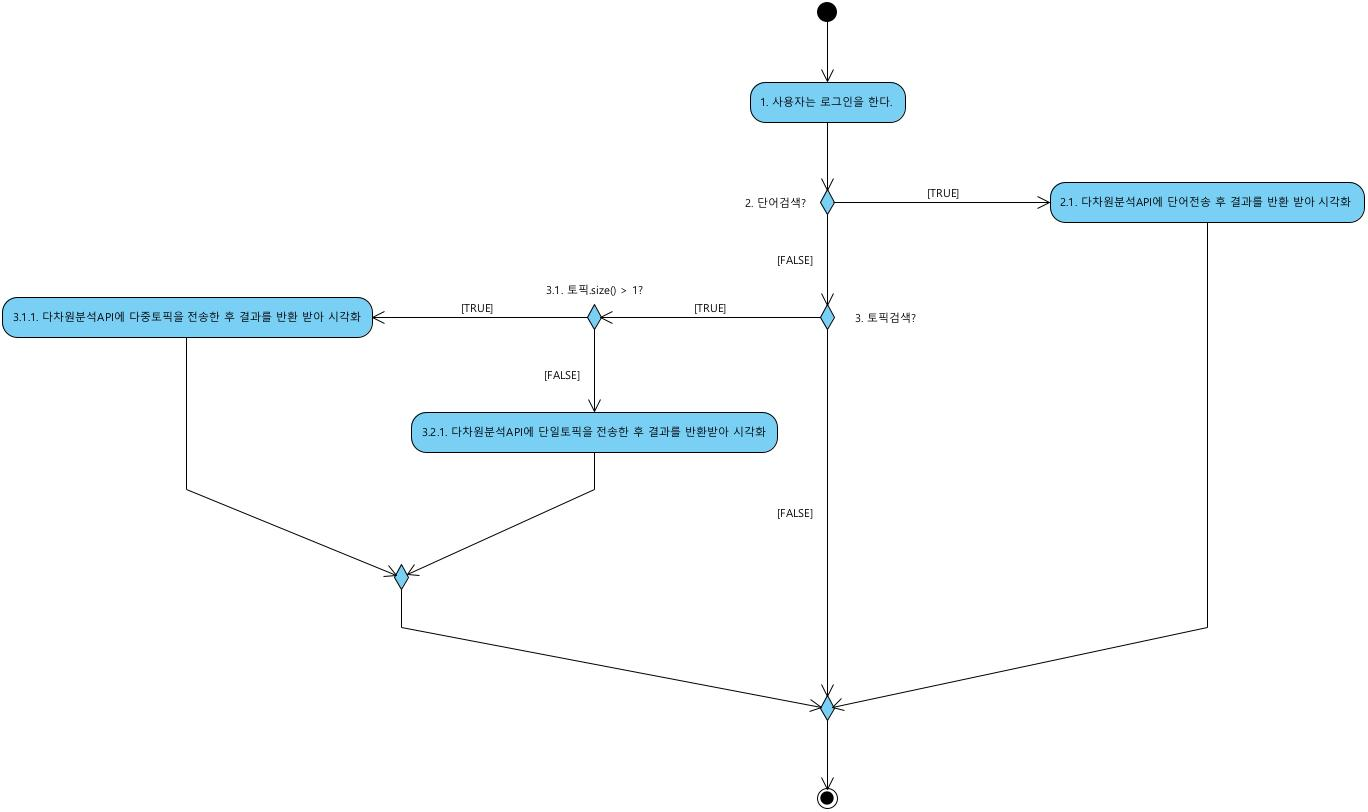 1. 사용자는 로그인을 한다.
2. 단어검색?
[TRUE]
2.1. 다차원분석API에 단어전송 후 결과를 반환 받아 시각화
[FALSE]
3. 토픽검색?
[TRUE]
3.1. 토픽.size() > 1?
[TRUE]
3.1.1. 다차원분석API에 다중토픽을 전송한 후 결과를 반환 받아 시각화
[FALSE]
3.2.1. 다차원분석API에 단일토픽을 전송한 후 결과를 반환받아 시각화
[FALSE]